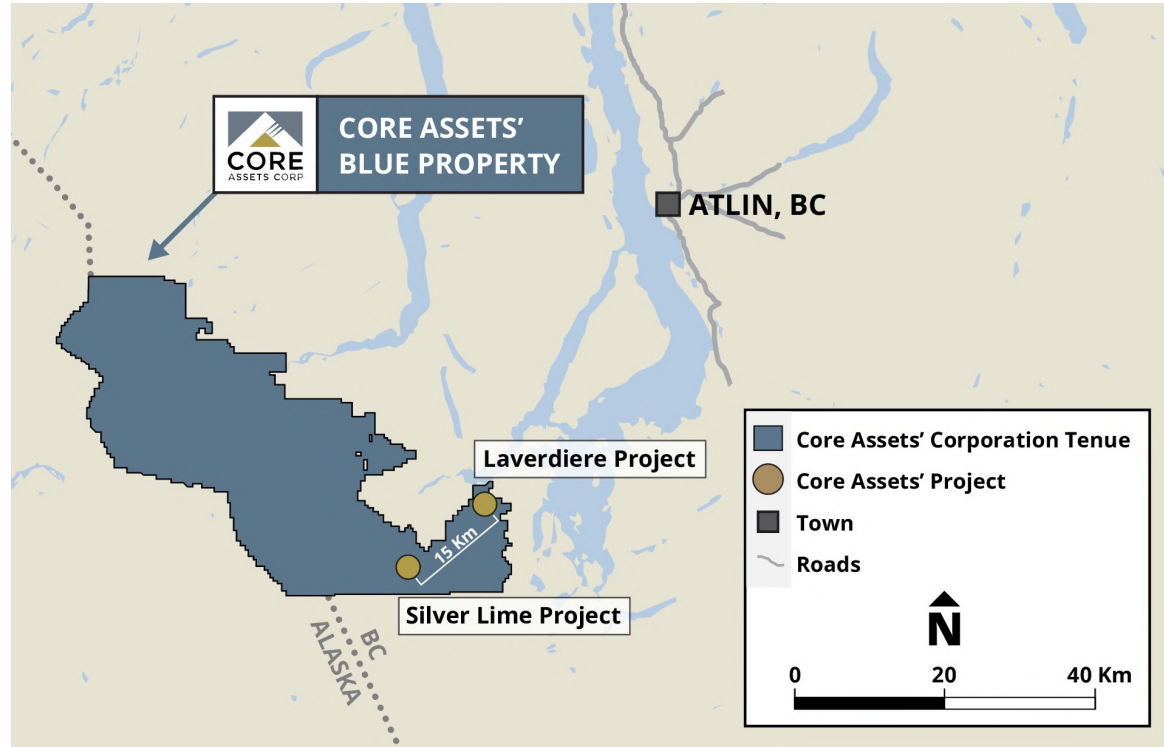 CORE
ASSETS CORP
CORE ASSETS’
BLUE PROPERTY
ATLIN, BC
Laverdiere Project
15 Km
Silver Lime Project
BC
ALASKA
Core Assets’ Corporation Tenue
Core Assets’ Project
Town
Roads
N
0 20 40 Km